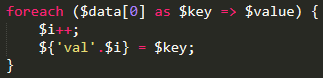 foreach ($data[0] as $key => $value) {
    $i++;
    ${'val'.$i} = $key;
}